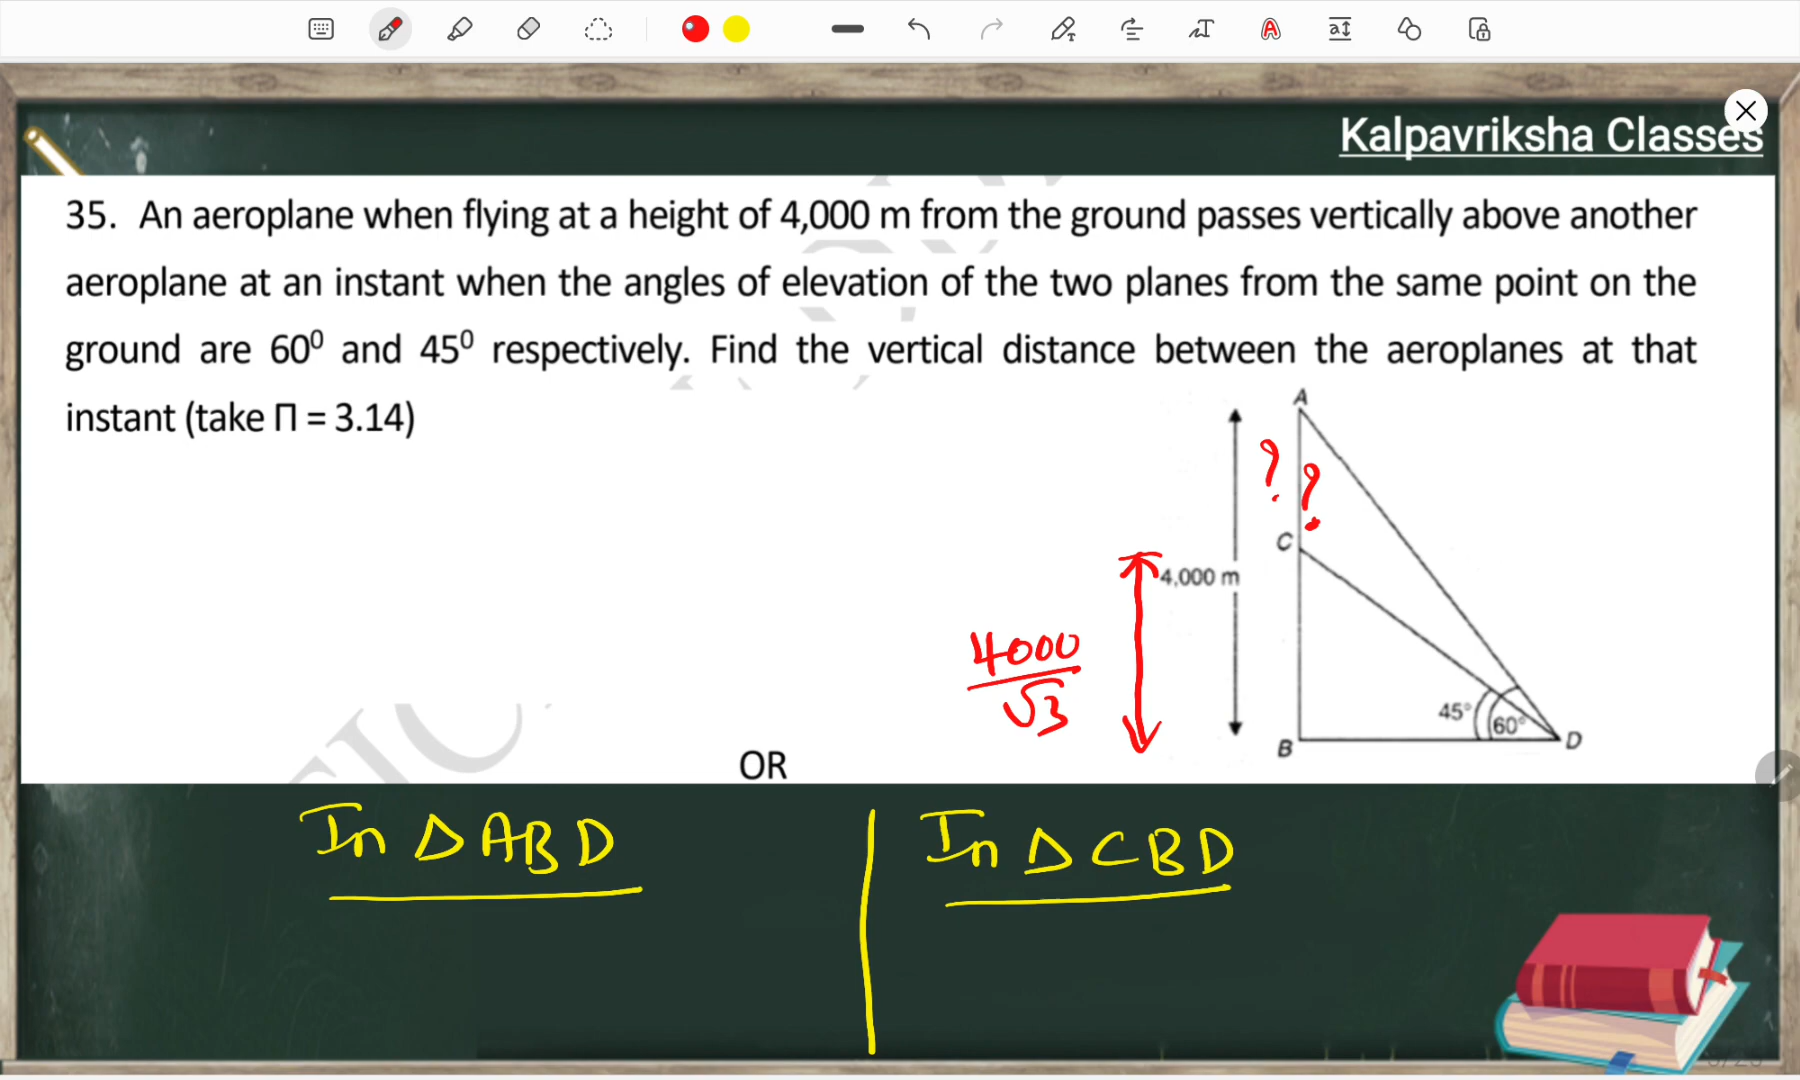 Kalpavriksha Classes
35. An aeroplane when flying at a height of 4,000 m from the ground passes vertically above another
aeroplane at an instant when the angles of elevation of the two planes from the same point on the
ground are 60⁰ and 45⁰ respectively. Find the vertical distance between the aeroplanes at that
instant (take Π = 3.14)
A
? ?
C
4,000 m
4000
√3
45°
60°
B
D
OR
In Δ ABD
In Δ CBD